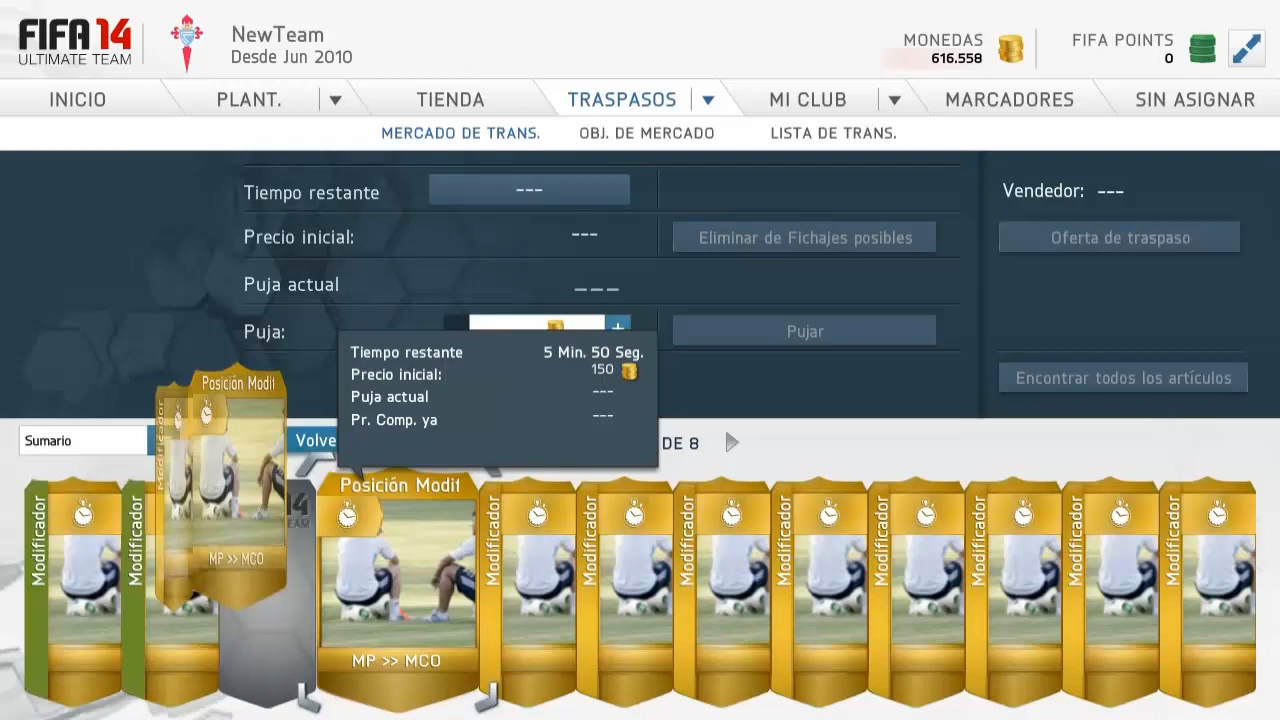 FIFA 14
ULTIMATE TEAM
NewTeam
Desde Jun 2010
MONEDAS
616.558
FIFA POINTS
0
INICIO
PLANT.
TIENDA
TRASPASOS
MI CLUB
MARCADORES
SIN ASIGNAR
MERCADO DE TRANS.
OBJ. DE MERCADO
LISTA DE TRANS.
Tiempo restante
---
Precio inicial:
---
Eliminar de Fichajes posibles
Puja actual
---
Puja:
+
Pujar
Vendedor: ---
Oferta de traspaso
Encontrar todos los artículos
Tiempo restante 5 Min. 50 Seg.
Precio inicial: 150
Puja actual ---
Pr. Comp. ya ---
Sumario
Volve
DE 8
Modificador
Modificador
Modificador
Posición Modif
MP >> MCO
14
EAM
Posición Modif
MP >> MCO
Modificador
Modificador
Modificador
Modificador
Modificador
Modificador
Modificador
Modificador